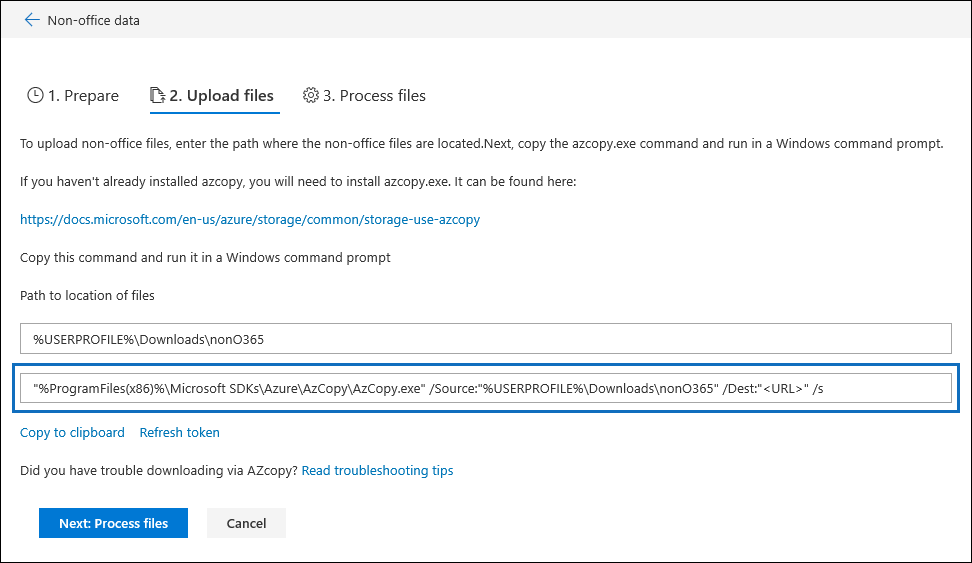 Non-office data
1. Prepare
2. Upload files
3. Process files
To upload non-office files, enter the path where the non-office files are located.Next, copy the azcopy.exe command and run in a Windows command prompt.
If you haven't already installed azcopy, you will need to install azcopy.exe. It can be found here:
https://docs.microsoft.com/en-us/azure/storage/common/storage-use-azcopy
Copy this command and run it in a Windows command prompt
Path to location of files
%USERPROFILE%\Downloads\nonO365
"%ProgramFiles(x86)%\Microsoft SDKs\Azure\AzCopy\AzCopy.exe" /Source:"%USERPROFILE%\Downloads\nonO365" /Dest:"<URL>" /s
Copy to clipboard Refresh token
Did you have trouble downloading via AZcopy? Read troubleshooting tips
Next: Process files Cancel